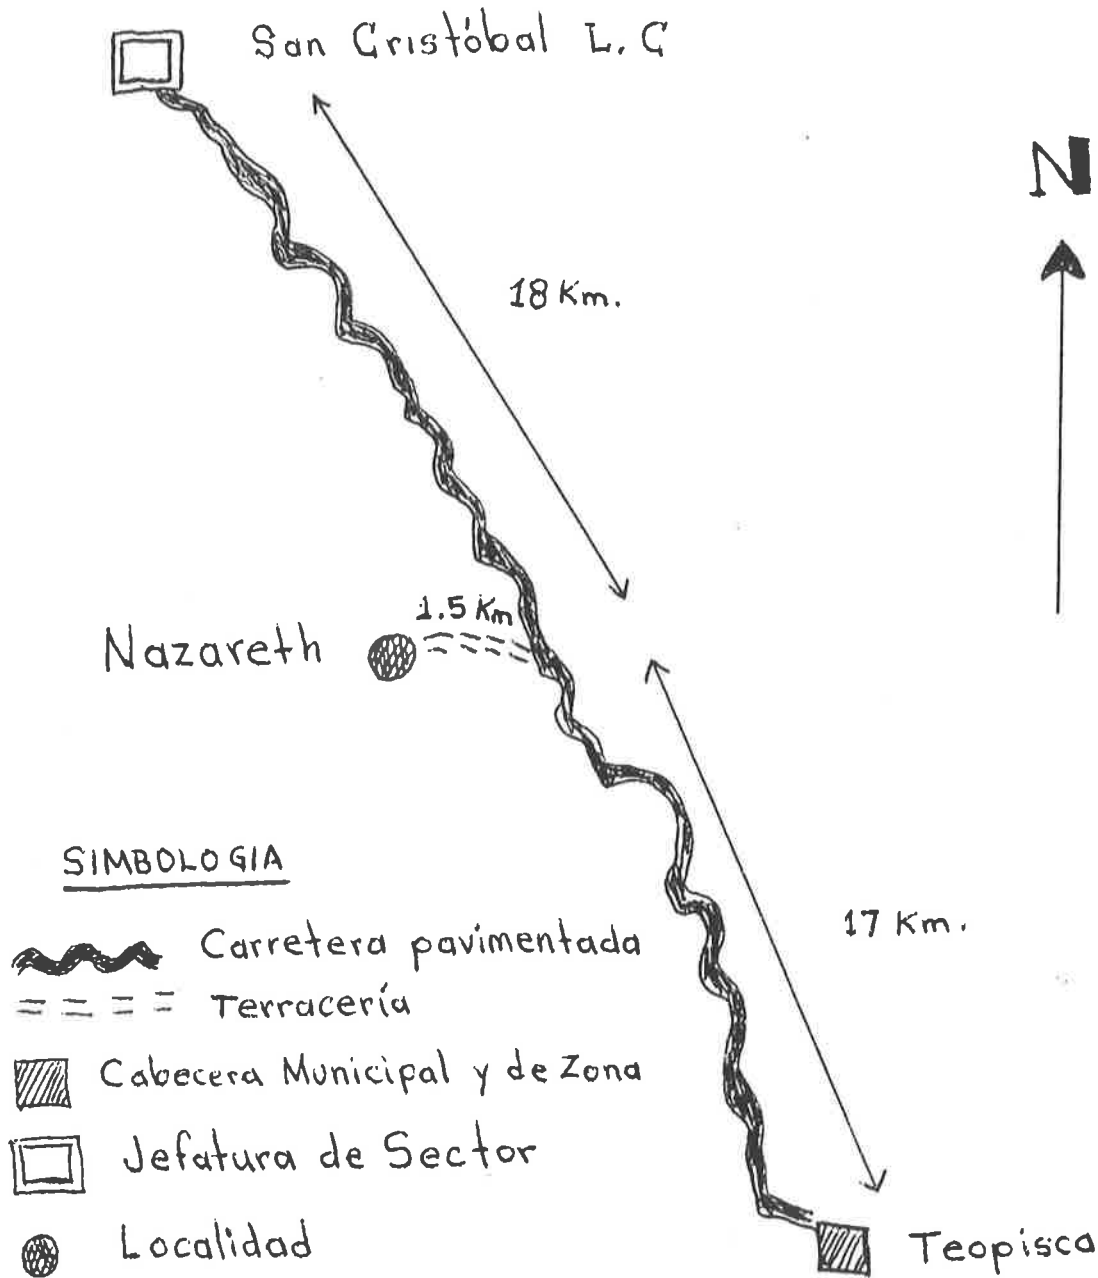 San Cristóbal L. C
N
18 Km.
1.5 Km
Nazareth
17 Km.
SIMBOLOGIA
Carretera pavimentada
Terracería
Cabecera Municipal y de Zona
Jefatura de Sector
Localidad
Teopisca